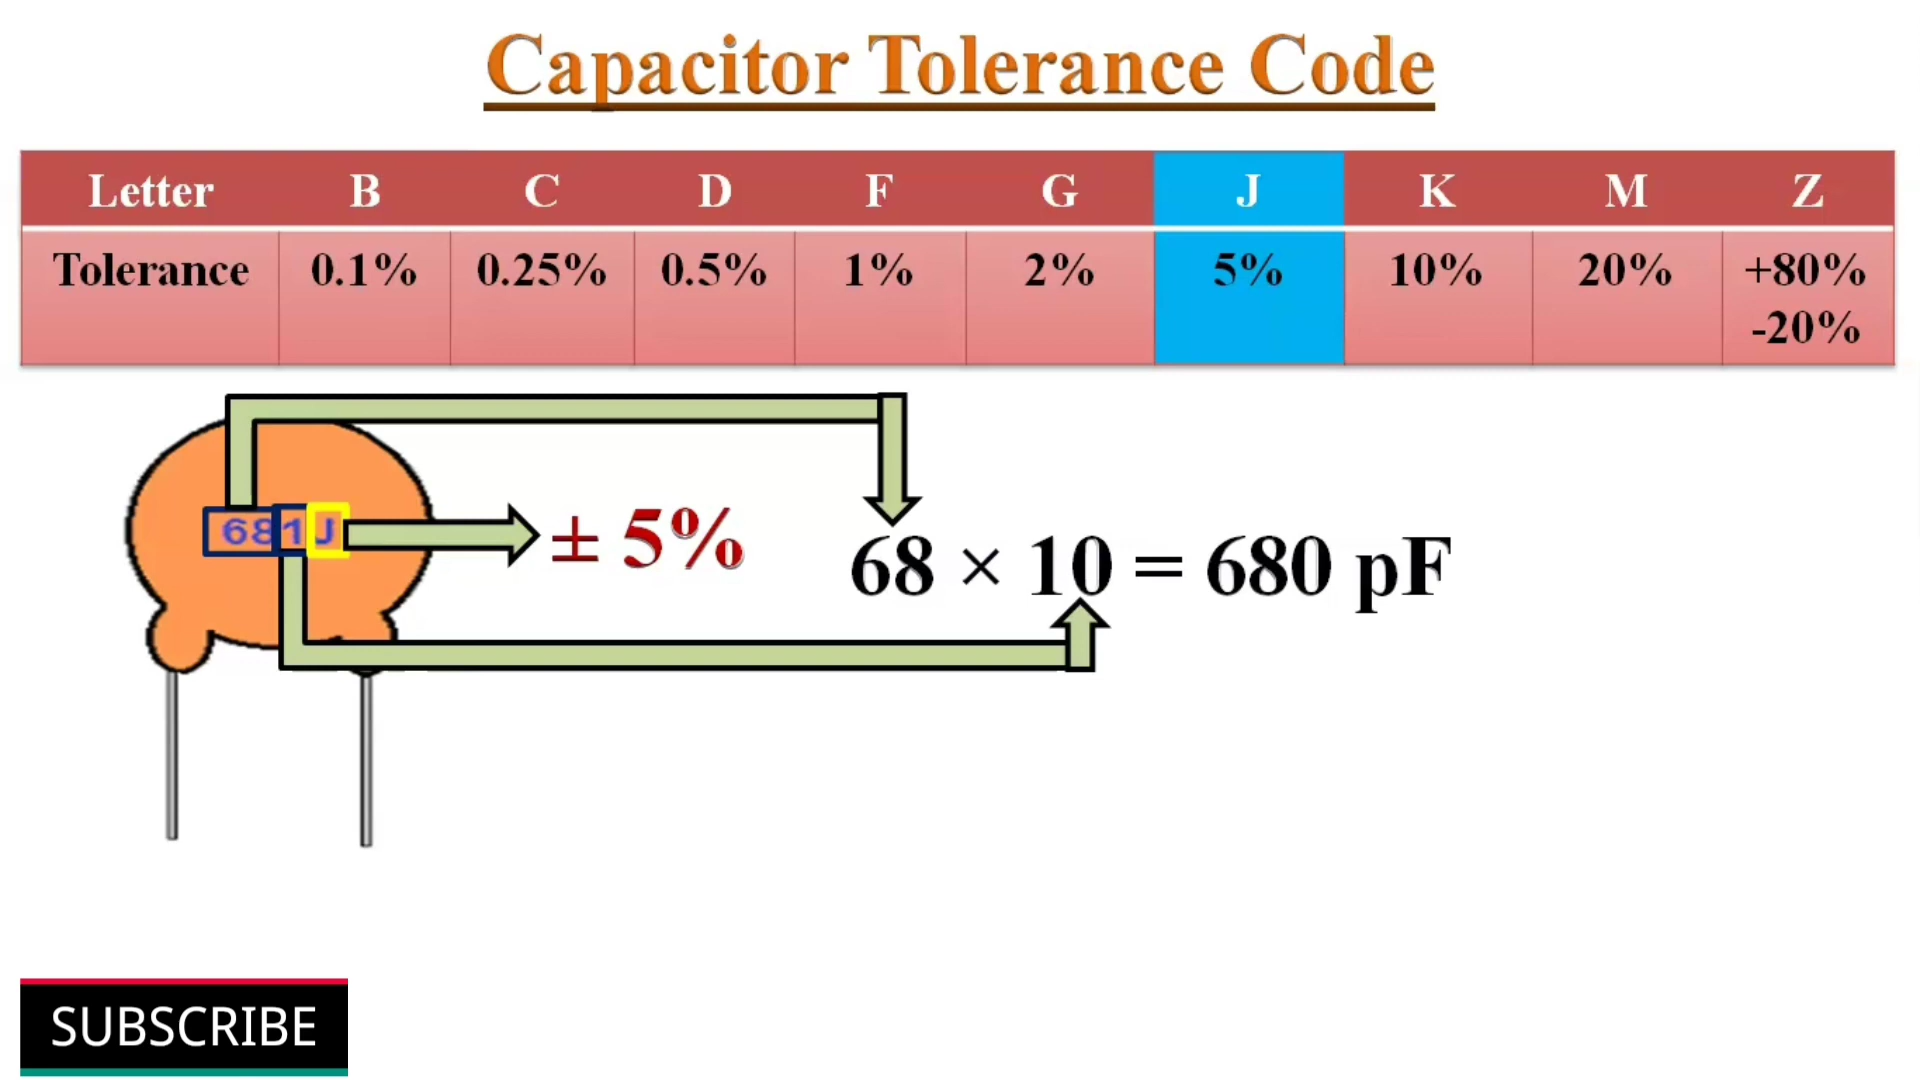 Capacitor Tolerance Code
Letter B C D F G J K M Z
Tolerance 0.1% 0.25% 0.5% 1% 2% 5% 10% 20% +80%
-20%
681J ± 5% 68 × 10 = 680 pF
SUBSCRIBE